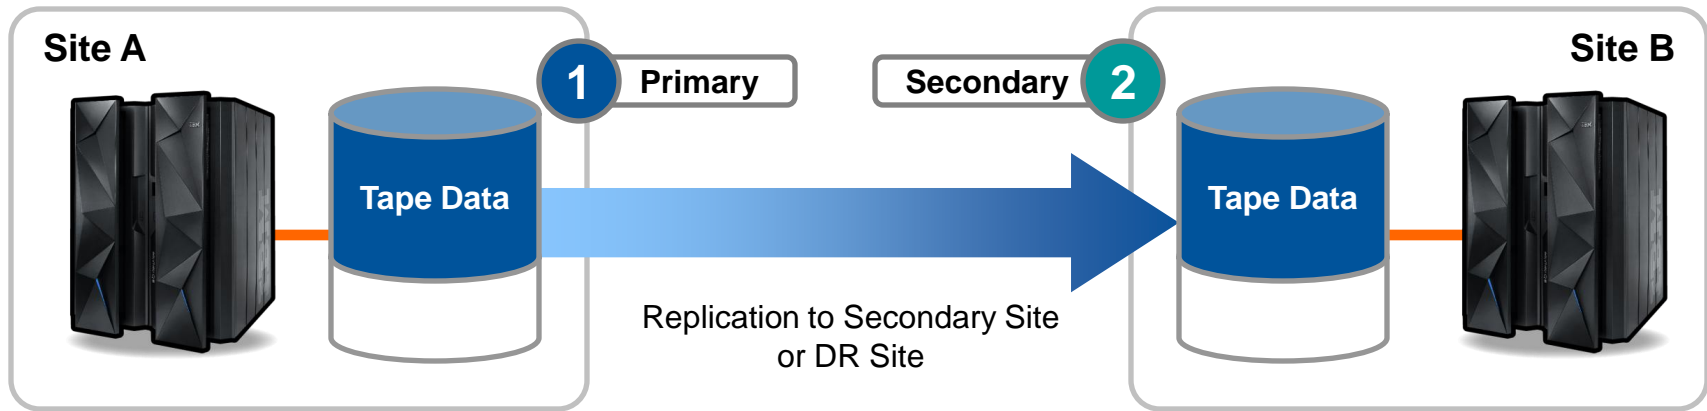 Site A
1 Primary
Secondary 2
Site B
Tape Data
Tape Data
Replication to Secondary Site
or DR Site